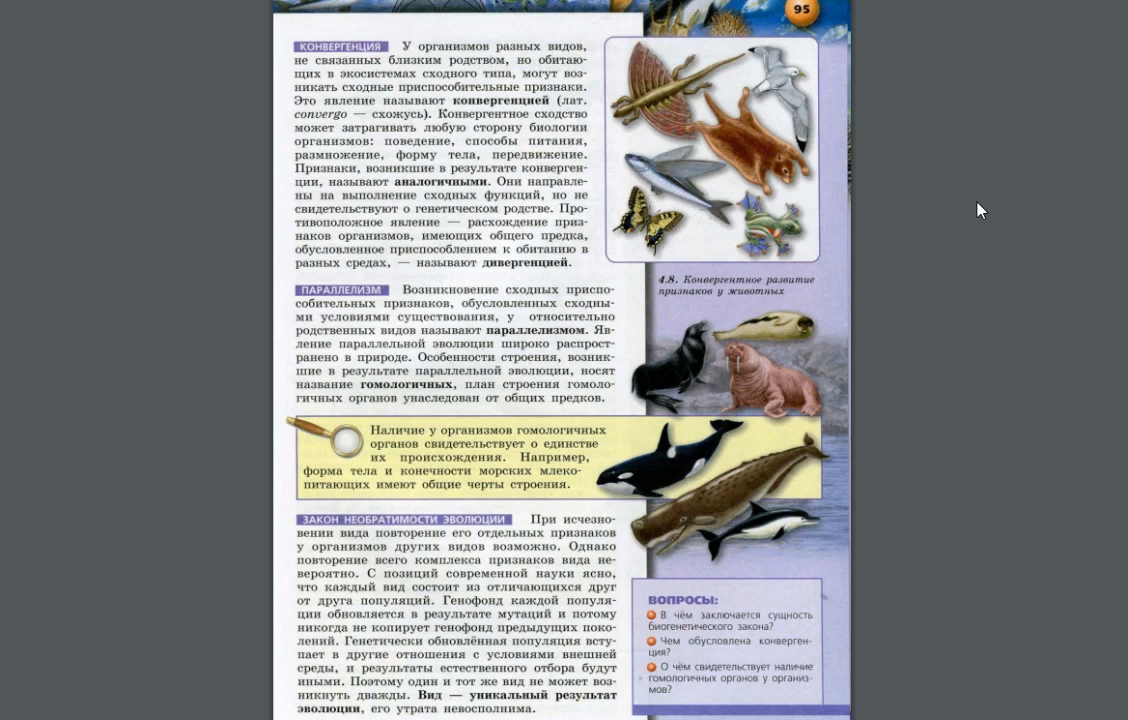 95
КОНВЕРГЕНЦИЯ У организмов разных видов,
не связанных близким родством, но обитаю-
щих в экосистемах сходного типа, могут воз-
никать сходные приспособительные признаки.
Это явление называют конвергенцией (лат.
convergo — схожусь). Конвергентное сходство
может затрагивать любую сторону биологии
организмов: поведение, способы питания,
размножение, форму тела, передвижение.
Признаки, возникшие в результате конверген-
ции, называют аналогичными. Они направле-
ны на выполнение сходных функций, но не
свидетельствуют о генетическом родстве. Про-
тивоположное явление — расхождение приз-
наков организмов, имеющих общего предка,
обусловленное приспособлением к обитанию в
разных средах, — называют дивергенцией.
4.8. Конвергентное развитие
признаков у животных
ПАРАЛЛЕЛИЗМ Возникновение сходных приспо-
собительных признаков, обусловленных сходны-
ми условиями существования, у относительно
родственных видов называют параллелизмом. Яв-
ление параллельной эволюции широко распрост-
ранено в природе. Особенности строения, возник-
шие в результате параллельной эволюции, носят
название гомологичных, план строения гомоло-
гичных органов унаследован от общих предков.
Наличие у организмов гомологичных
органов свидетельствует о единстве
их происхождения. Например,
форма тела и конечности морских млеко-
питающих имеют общие черты строения.
ЗАКОН НЕОБРАТИМОСТИ ЭВОЛЮЦИИ При исчезно-
вении вида повторение его отдельных признаков
у организмов других видов возможно. Однако
повторение всего комплекса признаков вида не-
вероятно. С позиций современной науки ясно,
что каждый вид состоит из отличающихся друг
от друга популяций. Генофонд каждой популя-
ции обновляется в результате мутаций и потому
никогда не копирует генофонд предыдущих поко-
лений. Генетически обновлённая популяция всту-
пает в другие отношения с условиями внешней
среды, и результаты естественного отбора будут
иными. Поэтому один и тот же вид не может воз-
никнуть дважды. Вид — уникальный результат
эволюции, его утрата невосполнима.
ВОПРОСЫ:
В чём заключается сущность
биогенетического закона?
Чем обусловлена конверген-
ция?
О чём свидетельствует наличие
гомологичных органов у организ-
мов?